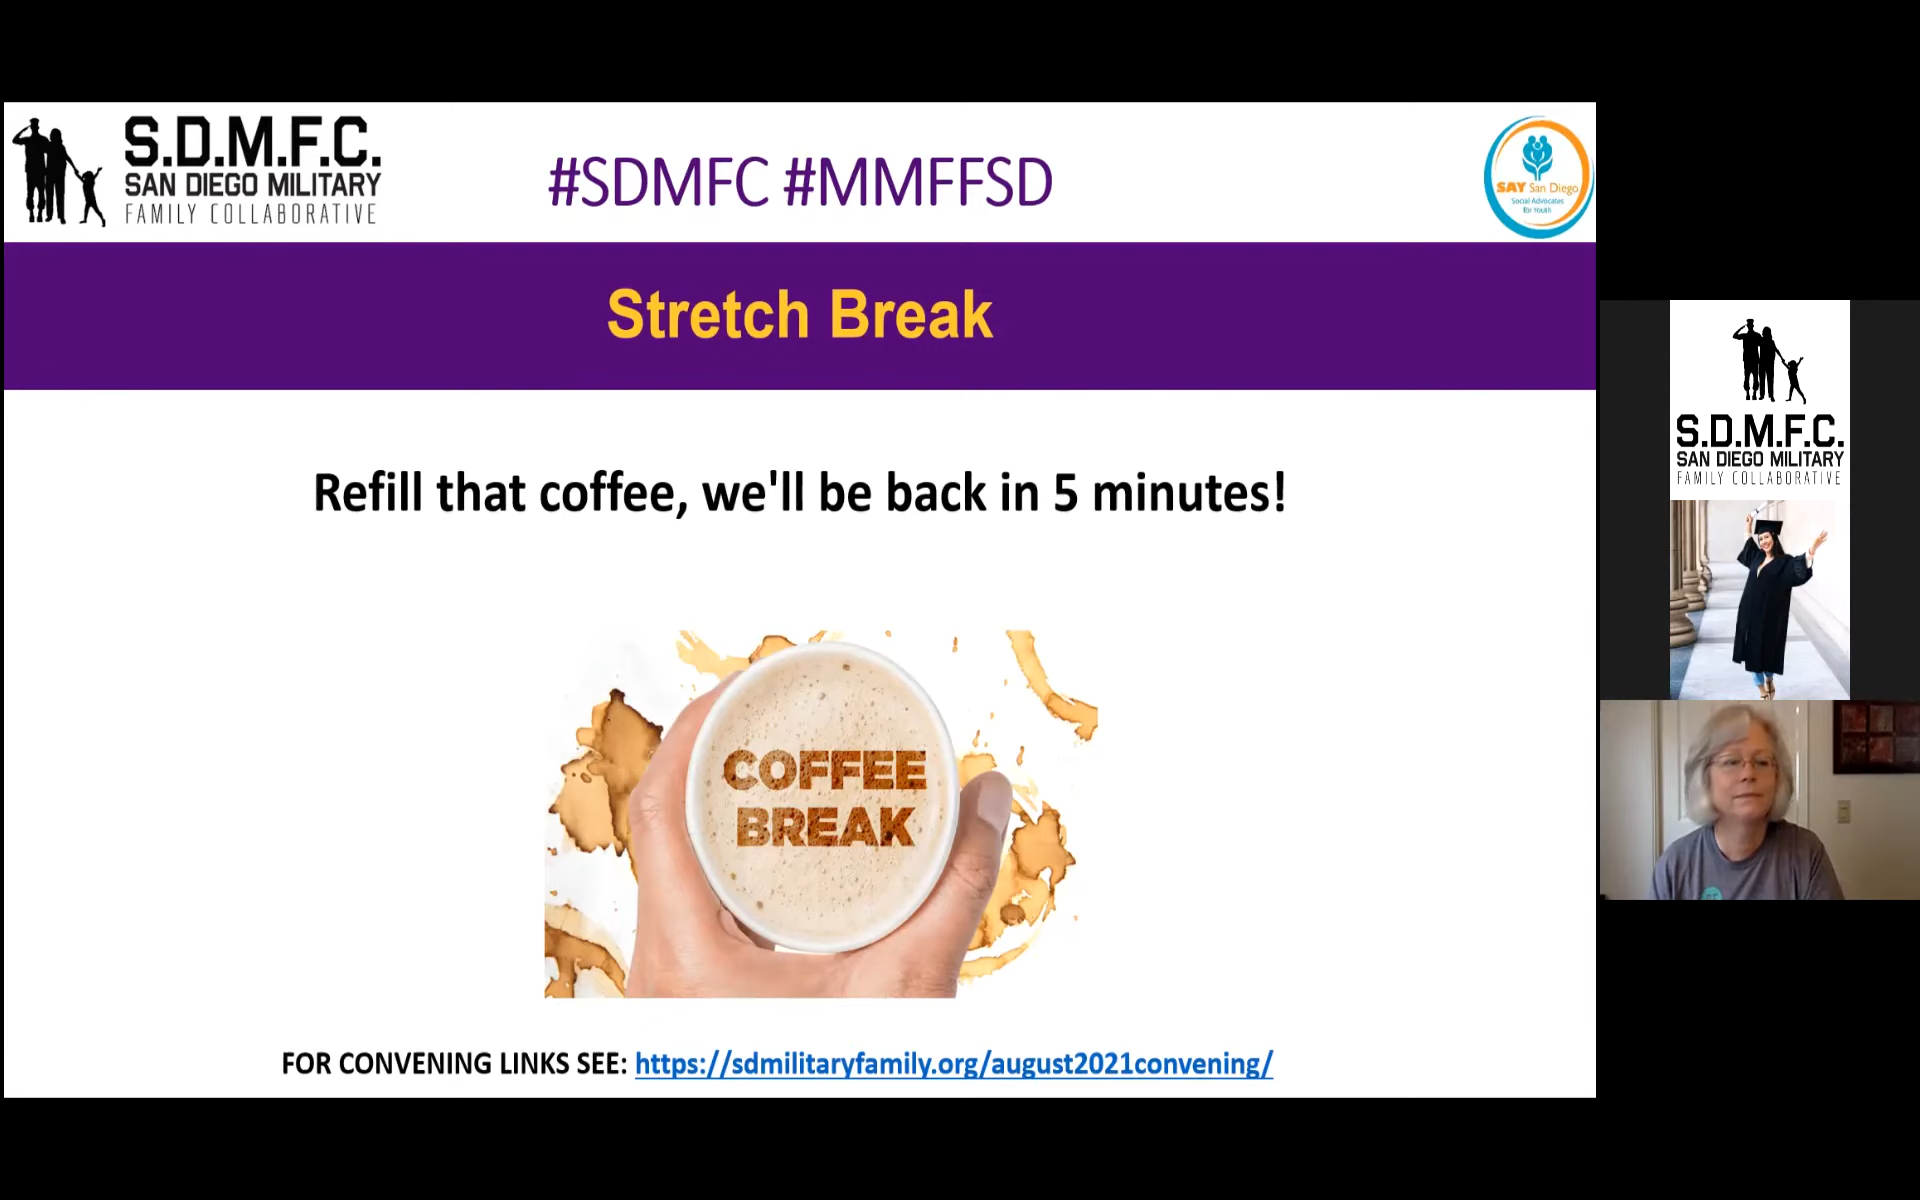 S.D.M.F.C.
SAN DIEGO MILITARY
FAMILY COLLABORATIVE
#SDMFC #MMFFSD
SAY San Diego
Social Advocates
for Youth
Stretch Break
Refill that coffee, we'll be back in 5 minutes!
COFFEE
BREAK
FOR CONVENING LINKS SEE: https://sdmilitaryfamily.org/august2021convening/
S.D.M.F.C.
SAN DIEGO MILITARY
FAMILY COLLABORATIVE